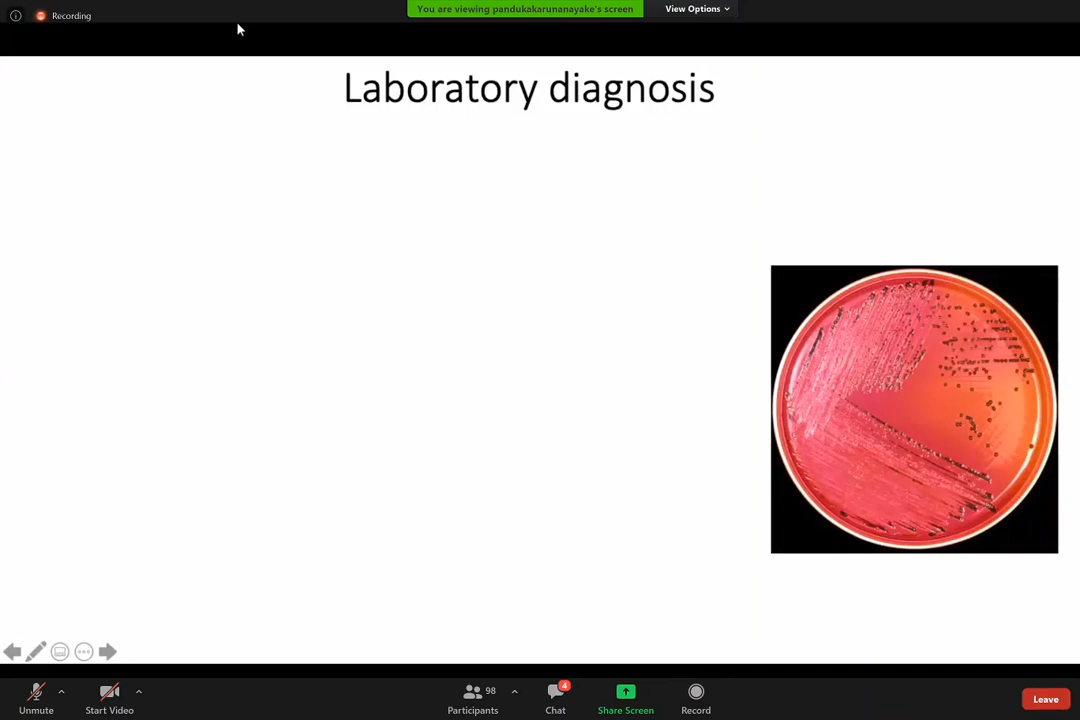 Recording
You are viewing pandukakarunanayake's screen
View Options
Laboratory diagnosis
Unmute
Start Video
98
Participants
4
Chat
Share Screen
Record
Leave